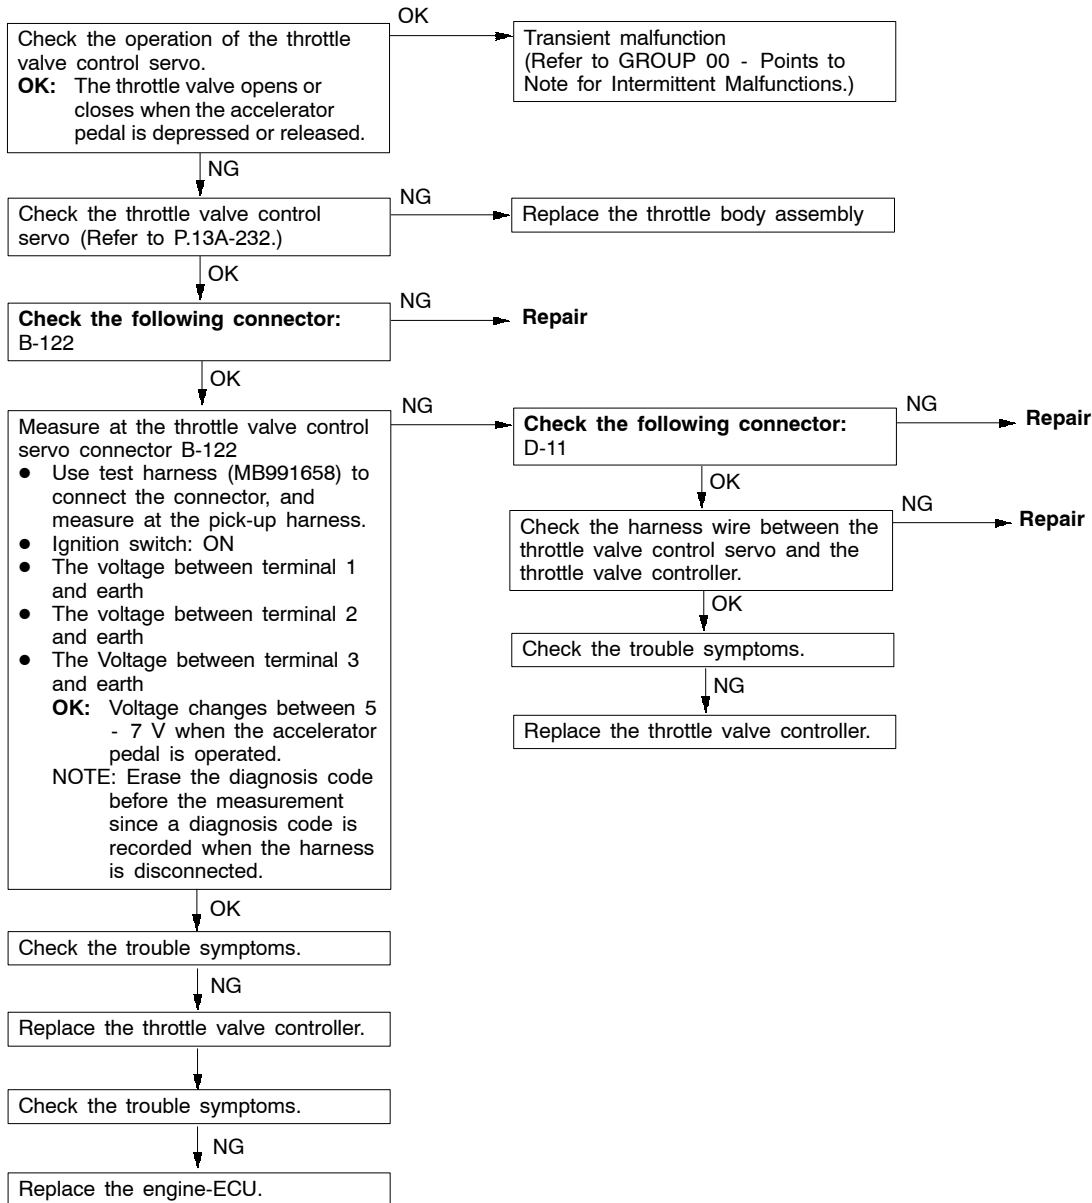 Check the operation of the throttle
valve control servo.
OK: The throttle valve opens or
closes when the accelerator
pedal is depressed or released.
OK
Transient malfunction
(Refer to GROUP 00 - Points to
Note for Intermittent Malfunctions.)
NG
Check the throttle valve control
servo (Refer to P.13A-232.)
NG
Replace the throttle body assembly
OK
Check the following connector:
B-122
NG
Repair
OK
Measure at the throttle valve control
servo connector B-122
● Use test harness (MB991658) to
connect the connector, and
measure at the pick-up harness.
● Ignition switch: ON
● The voltage between terminal 1
and earth
● The voltage between terminal 2
and earth
● The Voltage between terminal 3
and earth
OK: Voltage changes between 5
- 7 V when the accelerator
pedal is operated.
NOTE: Erase the diagnosis code
before the measurement
since a diagnosis code is
recorded when the harness
is disconnected.
NG
Check the following connector:
D-11
NG
Repair
OK
Check the harness wire between the
throttle valve control servo and the
throttle valve controller.
NG
Repair
OK
Check the trouble symptoms.
NG
Replace the throttle valve controller.
OK
Check the trouble symptoms.
NG
Replace the throttle valve controller.
Check the trouble symptoms.
NG
Replace the engine-ECU.